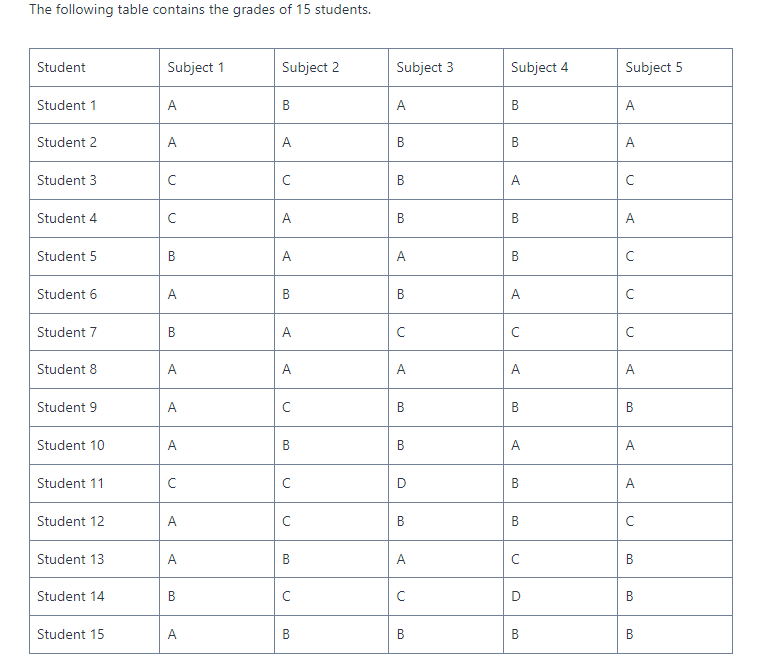 The following table contains the grades of 15 students.
Student Subject 1 Subject 2 Subject 3 Subject 4 Subject 5
Student 1 A B A B A
Student 2 A A B B A
Student 3 C C B A C
Student 4 C A B B A
Student 5 B A A B C
Student 6 A B B A C
Student 7 B A C C C
Student 8 A A A A A
Student 9 A C B B B
Student 10 A B B A A
Student 11 C C D B A
Student 12 A C B B C
Student 13 A B A C B
Student 14 B C C D B
Student 15 A B B B B